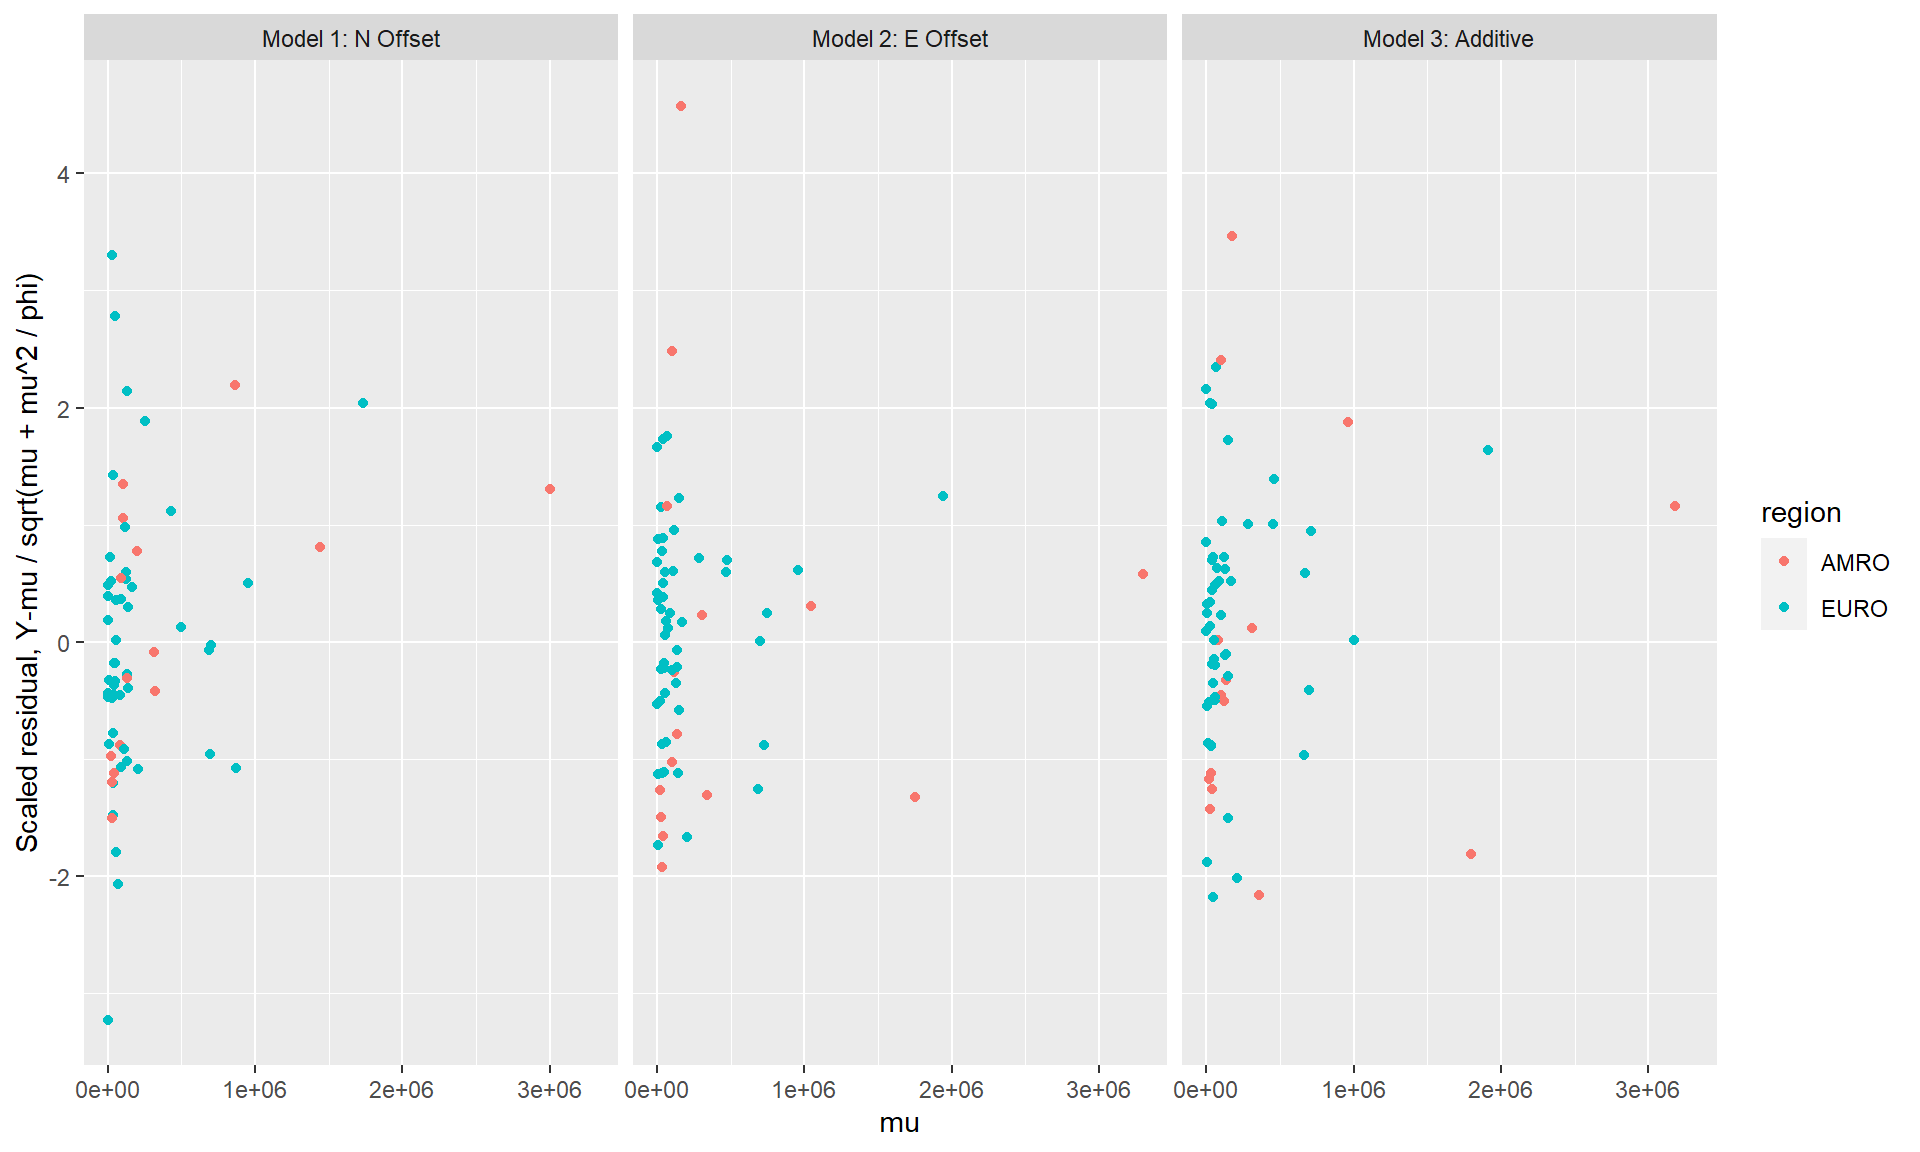 Model 1: N Offset
Model 2: E Offset
Model 3: Additive
Scaled residual, Y-mu / sqrt(mu + mu^2 / phi)
4
2
0
-2
0e+00 1e+06 2e+06 3e+06
0e+00 1e+06 2e+06 3e+06
0e+00 1e+06 2e+06 3e+06
mu
region
AMRO
EURO